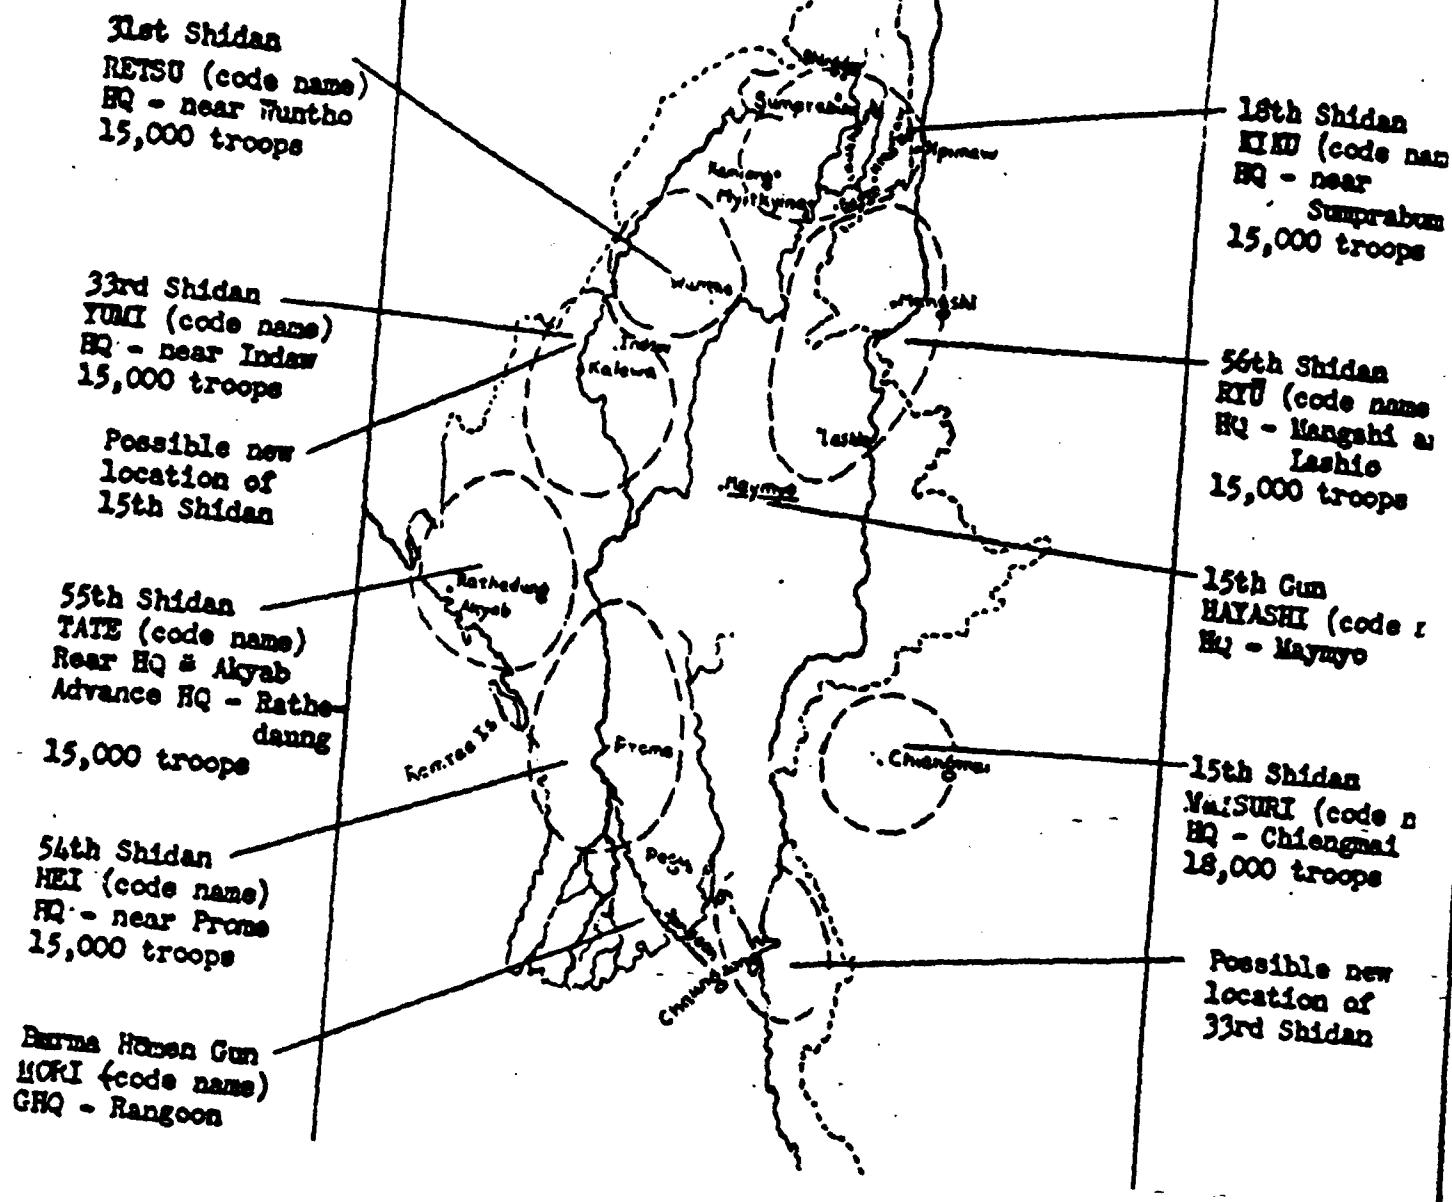 31st Shidan
RETSU (code name)
HQ - near Wuntho
15,000 troops
33rd Shidan
YUMI (code name)
HQ - near Indaw
15,000 troops
Possible new
location of
15th Shidan
55th Shidan
TATE (code name)
Rear HQ - Akyab
Advance HQ - Rathe-
daung
15,000 troops
54th Shidan
HEI (code name)
HQ - near Prome
15,000 troops
Burma Hōmen Gun
MORI (code name)
GHQ - Rangoon
Sumprabum
Kamiang
Myitkyina
Wuntho
Indaw
Kalewa
Mangshi
Lashio
Maymyo
Rathedung
Akyab
Ramree Is
Prome
Chiengmai
Pegu
18th Shidan
KIKU (code nam
HQ - near
Sumprabum
15,000 troops
56th Shidan
RYŪ (code name
HQ - Mangshi a
Lashio
15,000 troops
15th Gun
HAYASHI (code
HQ - Maymyo
15th Shidan
MATSURI (code n
HQ - Chiengmai
18,000 troops
Possible new
location of
33rd Shidan